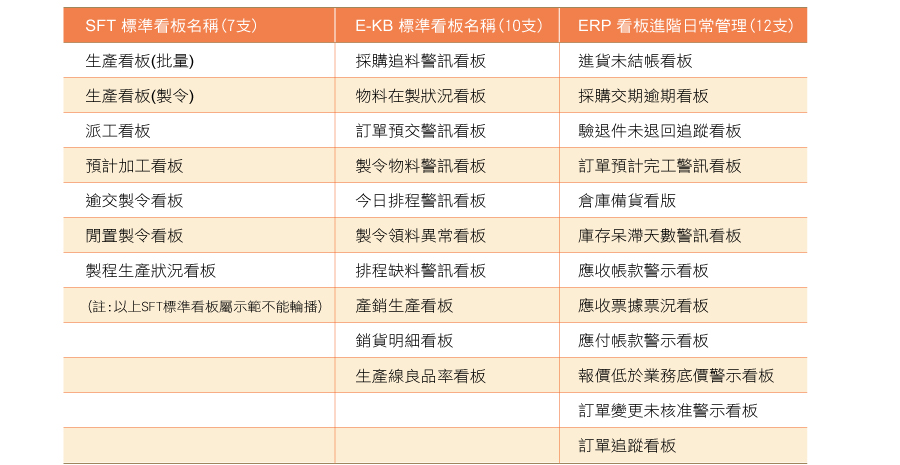 SFT 標準看板名稱(7支) E-KB 標準看板名稱(10支) ERP 看板進階日常管理(12支)
生產看板(批量) 採購追料警訊看板 進貨未結帳看板
生產看板(製令) 物料在製狀況看板 採購交期逾期看板
派工看板 訂單預交警訊看板 驗退件未退回追蹤看板
預計加工看板 製令物料警訊看板 訂單預計完工警訊看板
逾交製令看板 今日排程警訊看板 倉庫備貨看版
閒置製令看板 製令領料異常看板 庫存呆滯天數警訊看板
製程生產狀況看板 排程缺料警訊看板 應收帳款警示看板
(註:以上SFT標準看板屬示範不能輪播) 產銷生產看板 應收票據票況看板
銷貨明細看板 應付帳款警示看板
生產線良品率看板 報價低於業務底價警示看板
訂單變更未核准警示看板
訂單追蹤看板